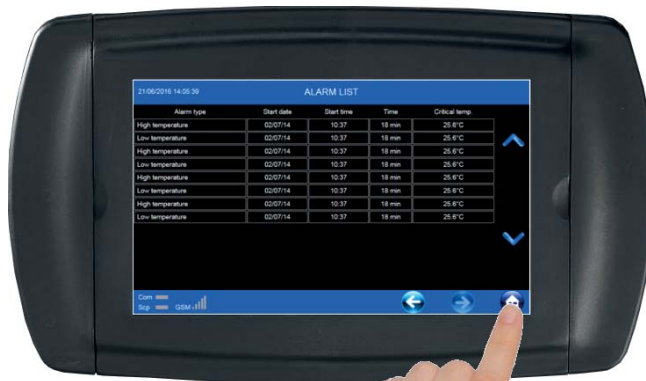 21/06/2016 14:05:39 ALARM LIST
Alarm type Start date Start time Time Critical temp.
High temperature 02/07/14 10:37 18 min 25.6°C
Low temperature 02/07/14 10:37 18 min 25.6°C
High temperature 02/07/14 10:37 18 min 25.6°C
Low temperature 02/07/14 10:37 18 min 25.6°C
High temperature 02/07/14 10:37 18 min 25.6°C
Low temperature 02/07/14 10:37 18 min 25.6°C
High temperature 02/07/14 10:37 18 min 25.6°C
Low temperature 02/07/14 10:37 18 min 25.6°C
Com
Scp GSM